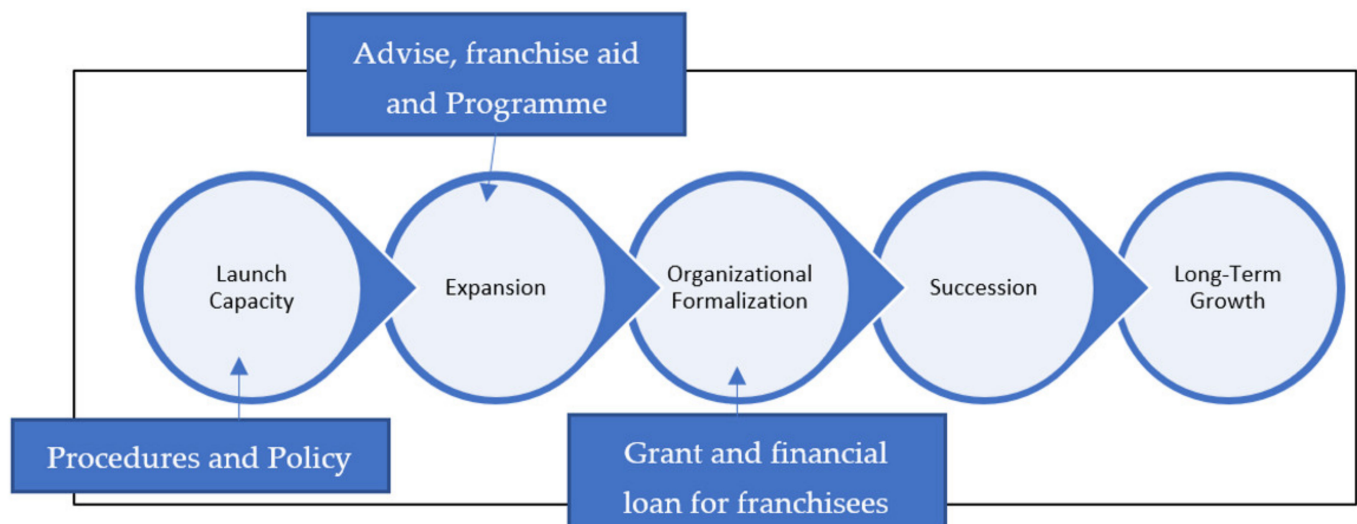 Advise, franchise aid
and Programme
Launch
Capacity
Expansion
Organizational
Formalization
Succession
Long-Term
Growth
Procedures and Policy
Grant and financial
loan for franchisees